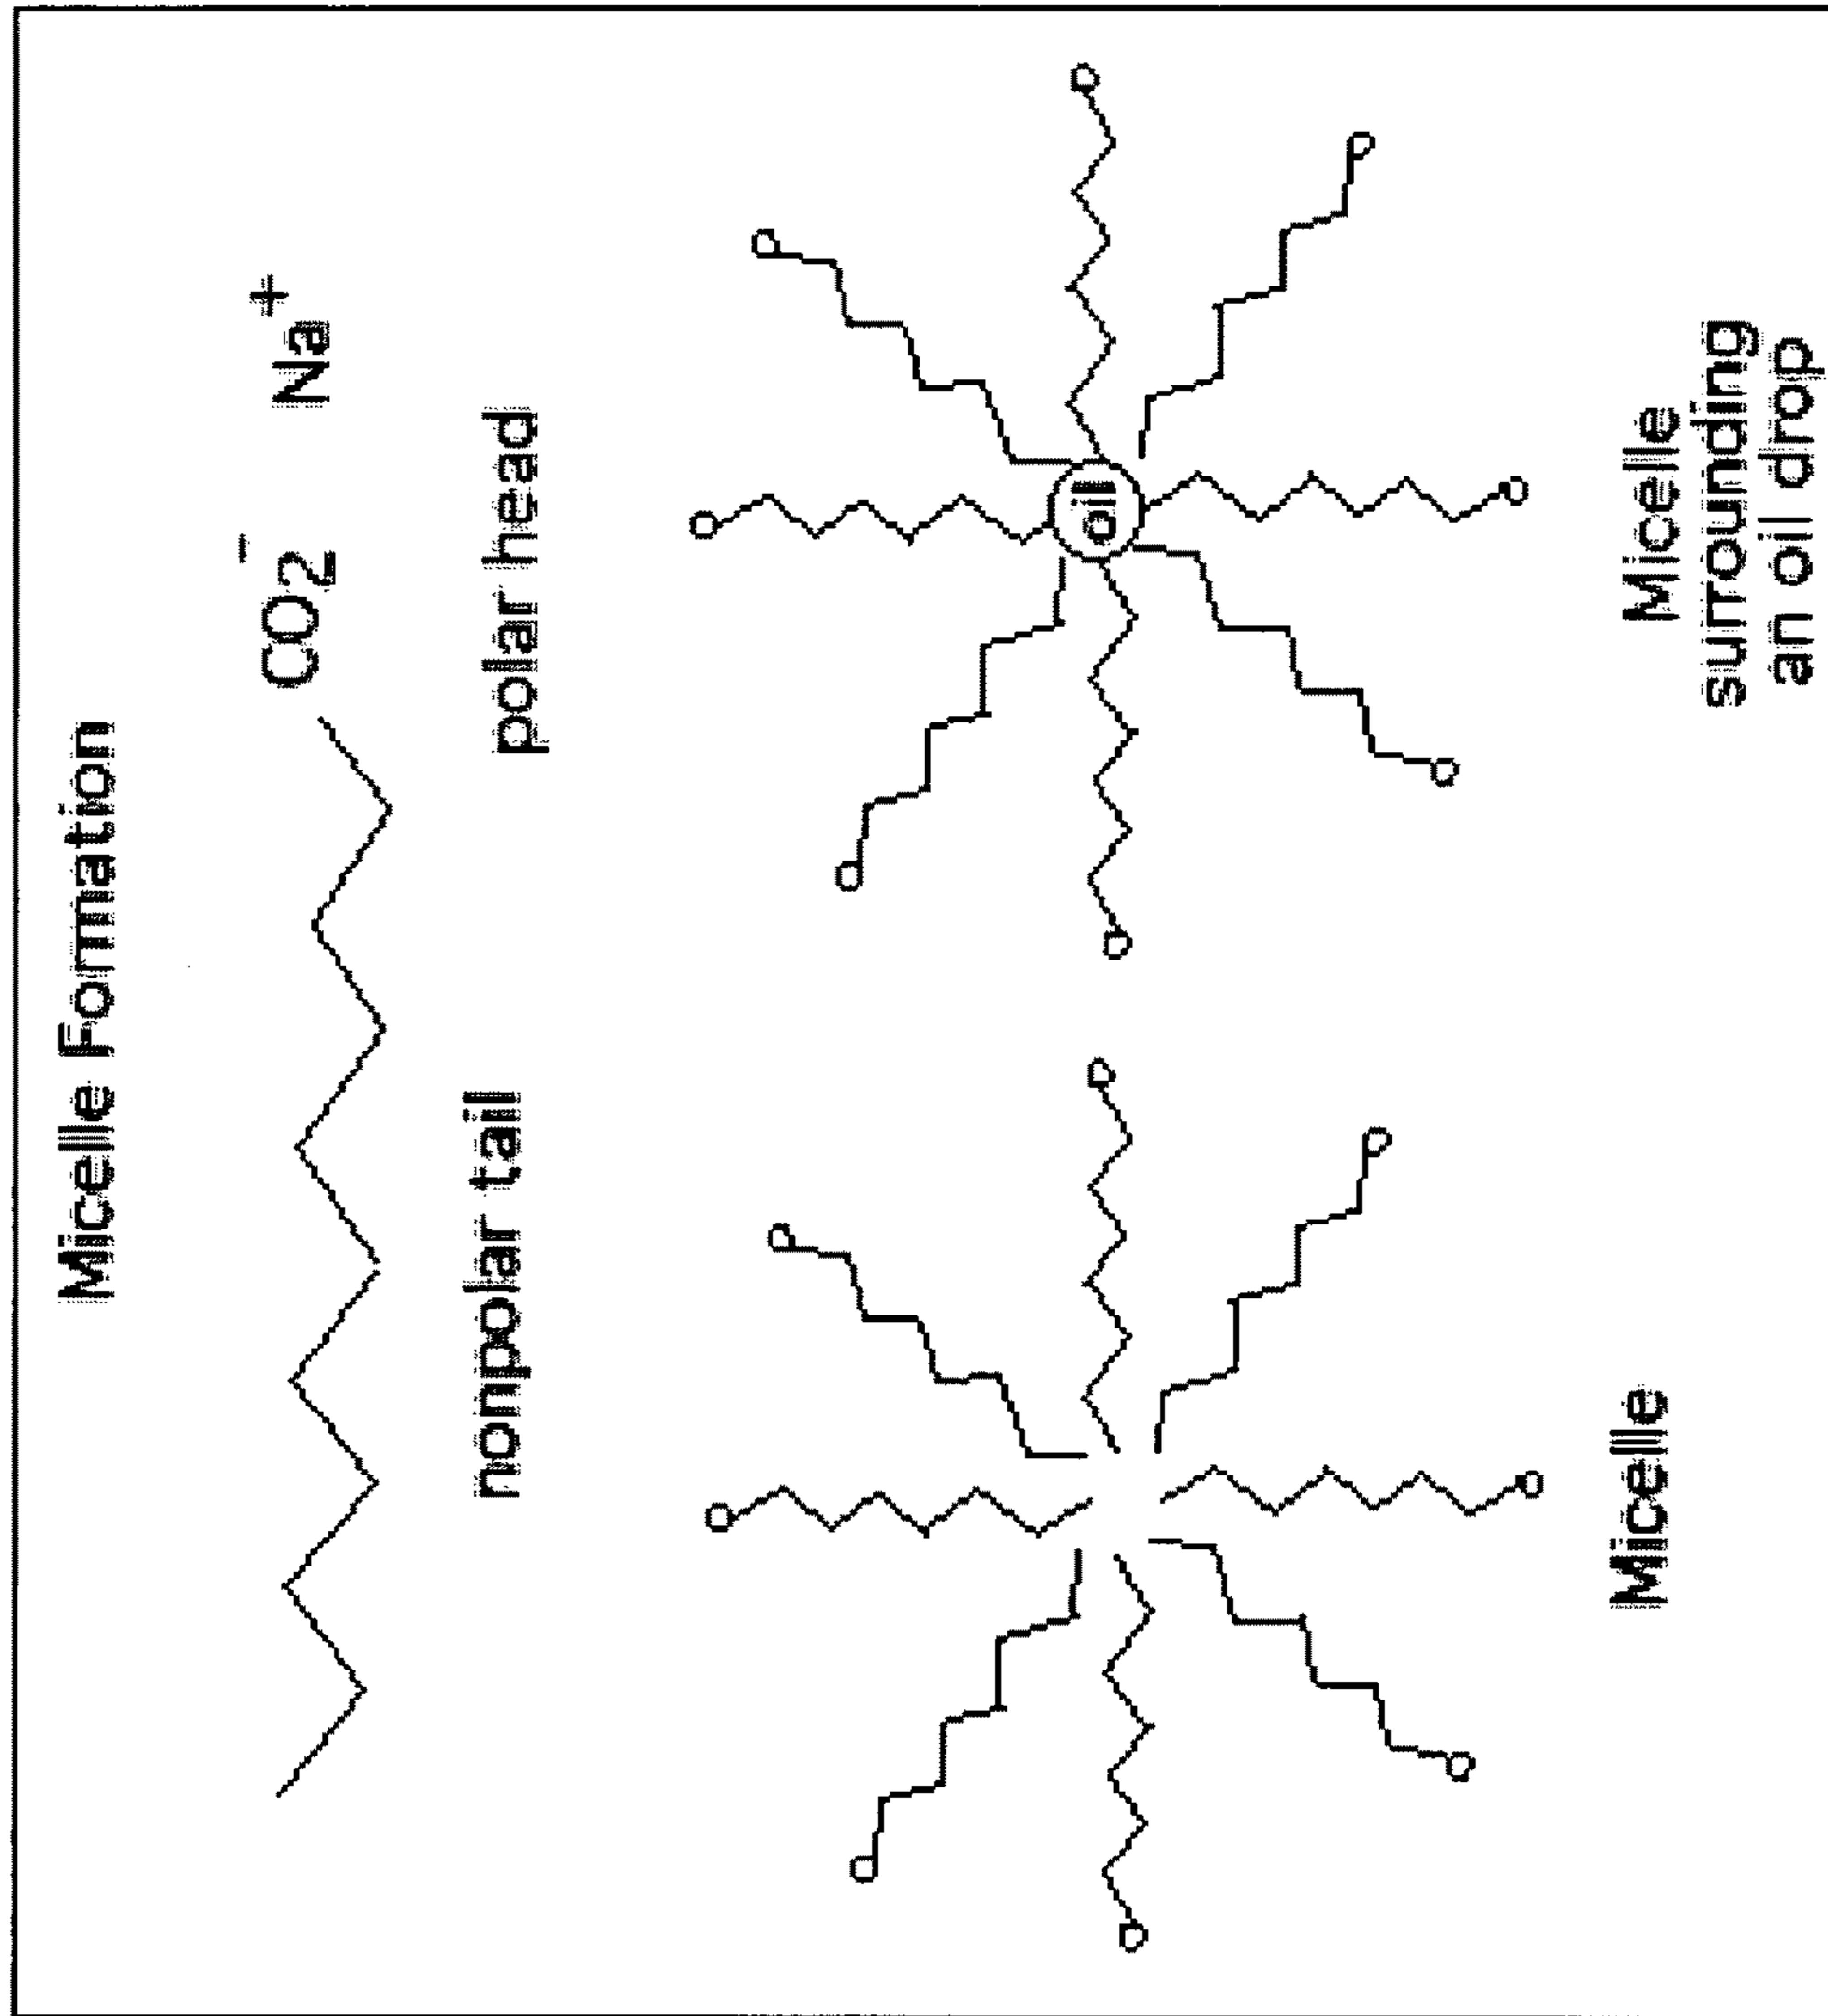 Micelle Formation
CO2- Na+
nonpolar tail polar head
oil
Micelle
Micelle
surrounding
an oil drop